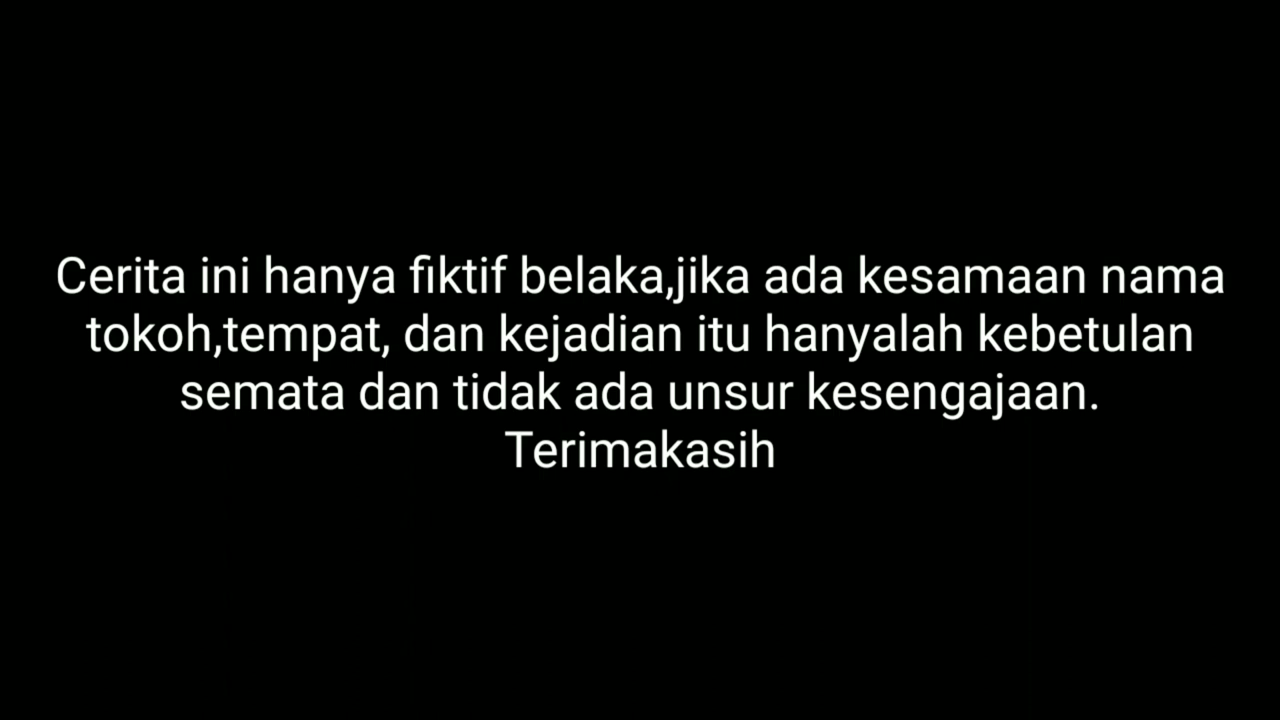 Cerita ini hanya fiktif belaka,jika ada kesamaan nama
tokoh,tempat, dan kejadian itu hanyalah kebetulan
semata dan tidak ada unsur kesengajaan.
Terimakasih